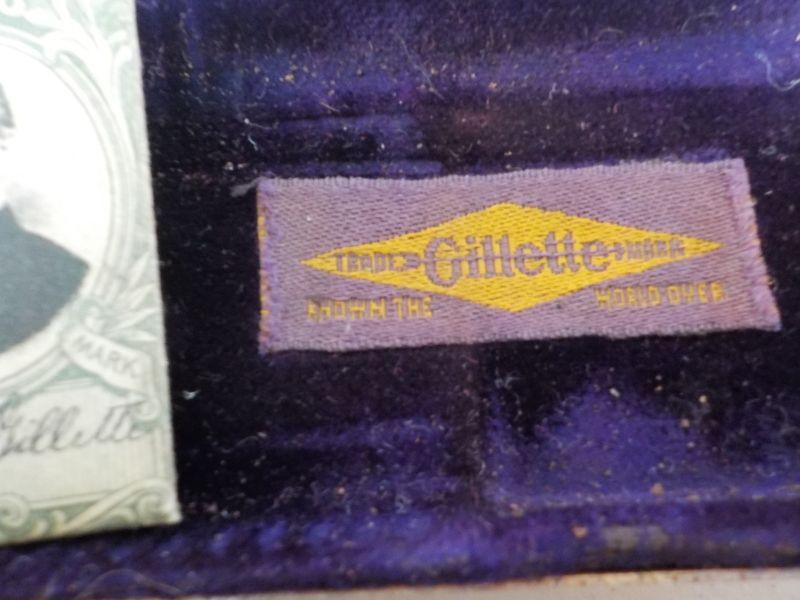 MARK
Gillette
TRADE Gillette MARK
KNOWN THE WORLD OVER